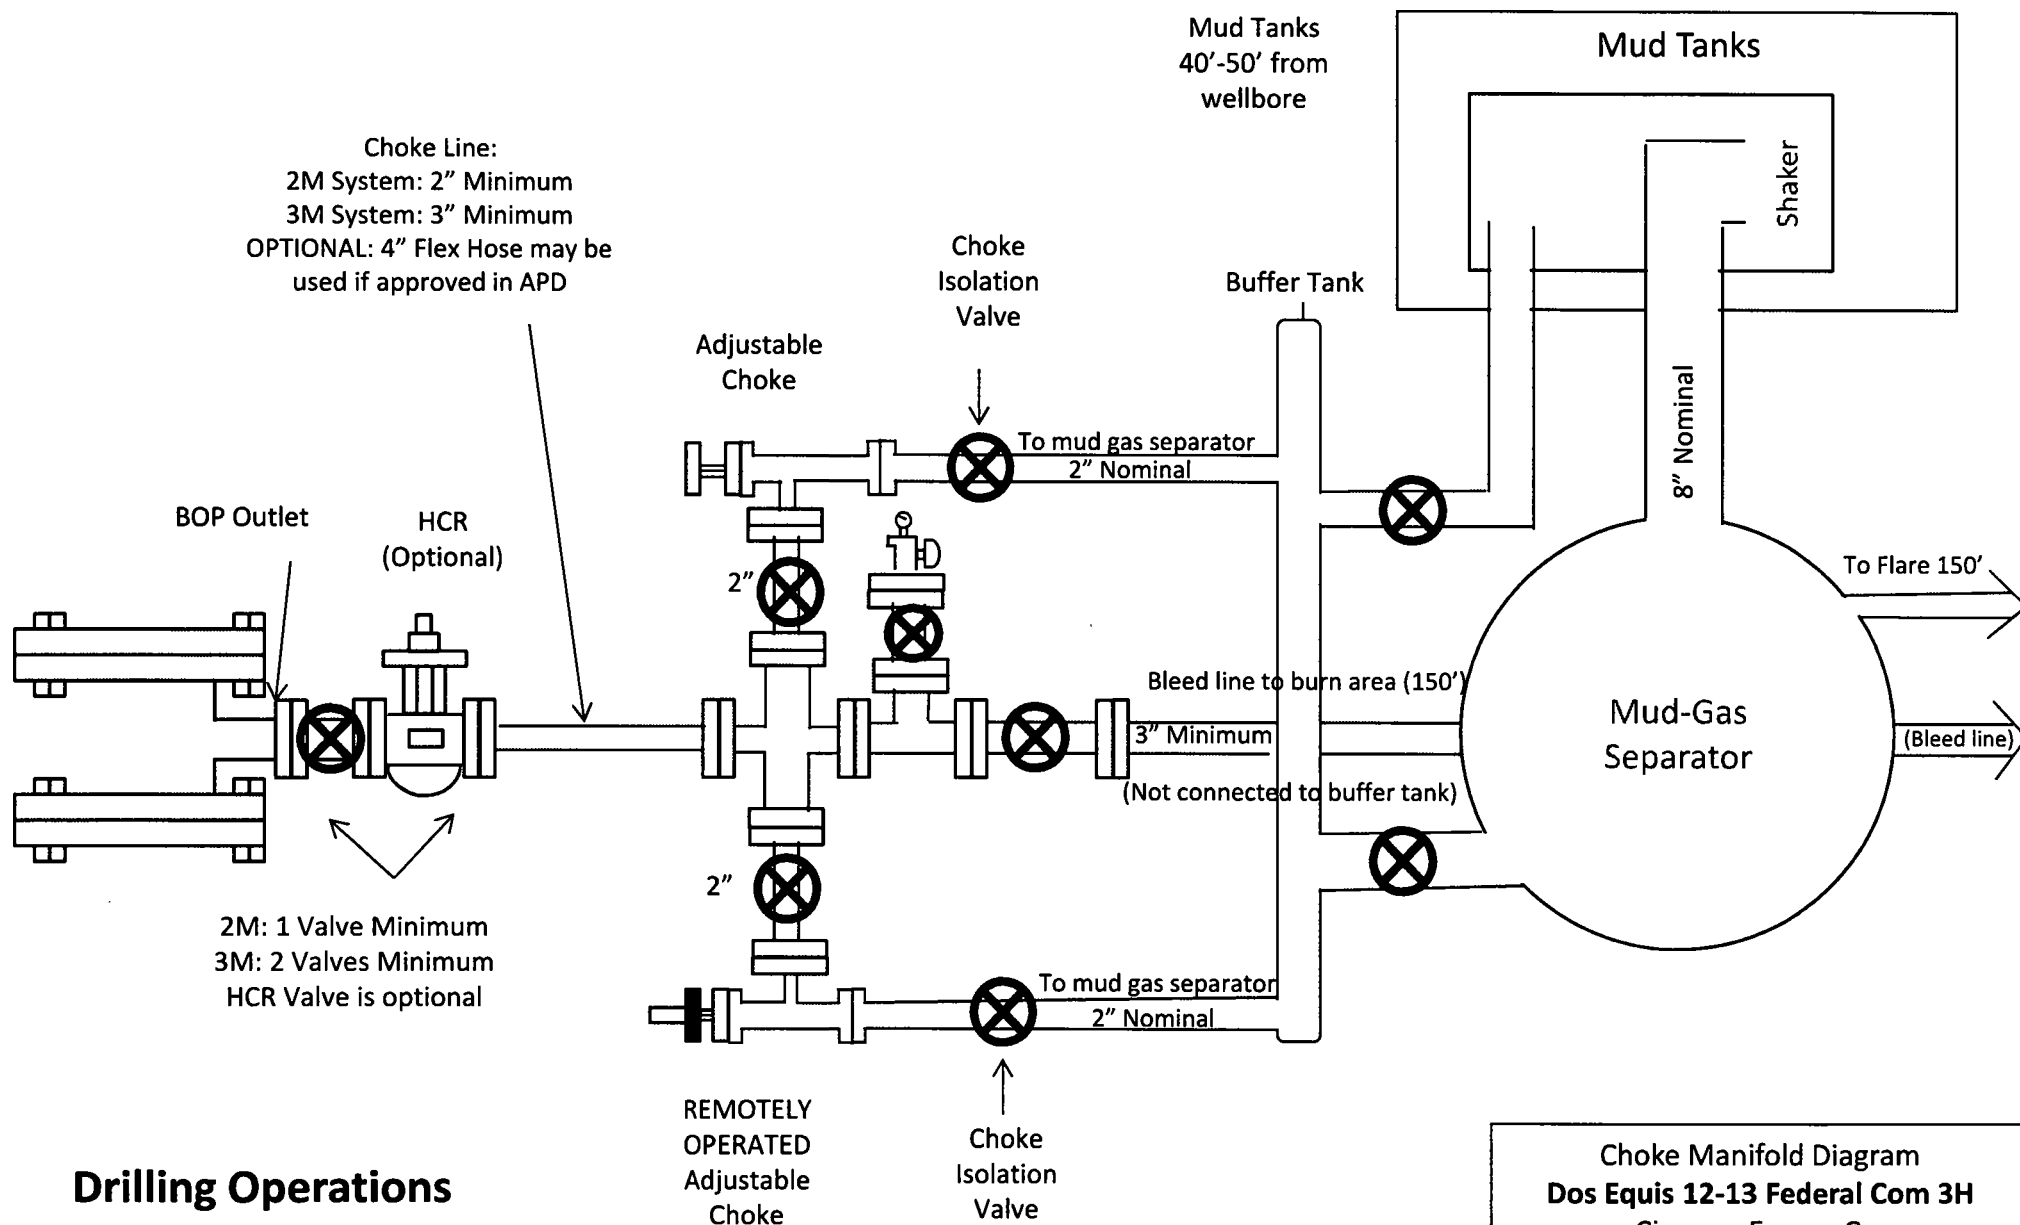 Mud Tanks
40’-50’ from
wellbore
Mud Tanks
Shaker
Choke Line:
2M System: 2” Minimum
3M System: 3” Minimum
OPTIONAL: 4” Flex Hose may be
used if approved in APD
Choke
Isolation
Valve
Buffer Tank
Adjustable
Choke
8” Nominal
To mud gas separator
2” Nominal
BOP Outlet
HCR
(Optional)
2”
To Flare 150’
Bleed line to burn area (150’)
3” Minimum
(Not connected to buffer tank)
Mud-Gas
Separator
(Bleed line)
2”
2M: 1 Valve Minimum
3M: 2 Valves Minimum
HCR Valve is optional
To mud gas separator
2” Nominal
REMOTELY
OPERATED
Adjustable
Choke
Choke
Isolation
Valve
Drilling Operations
Choke Manifold Diagram
Dos Equis 12-13 Federal Com 3H